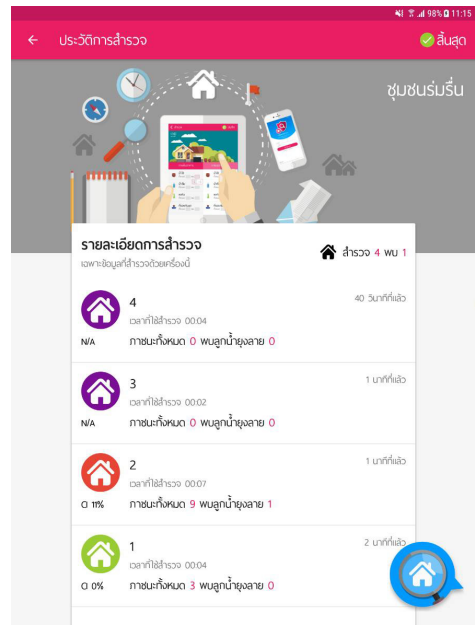 98% 11:15
ประวัติการสำรวจ
สิ้นสุด
ชุมชนร่มรื่น
รายละเอียดการสำรวจ
เฉพาะข้อมูลที่สำรวจด้วยเครื่องนี้
สำรวจ 4 พบ 1
4
40 วินาทีที่แล้ว
เวลาที่ใช้สำรวจ 00:04
N/A ภาชนะทั้งหมด 0 พบลูกน้ำยุงลาย 0
3
1 นาทีที่แล้ว
เวลาที่ใช้สำรวจ 00:02
N/A ภาชนะทั้งหมด 0 พบลูกน้ำยุงลาย 0
2
1 นาทีที่แล้ว
เวลาที่ใช้สำรวจ 00:07
CI 11% ภาชนะทั้งหมด 9 พบลูกน้ำยุงลาย 1
1
2 นาทีที่แล้ว
เวลาที่ใช้สำรวจ 00:04
CI 0% ภาชนะทั้งหมด 3 พบลูกน้ำยุงลาย 0